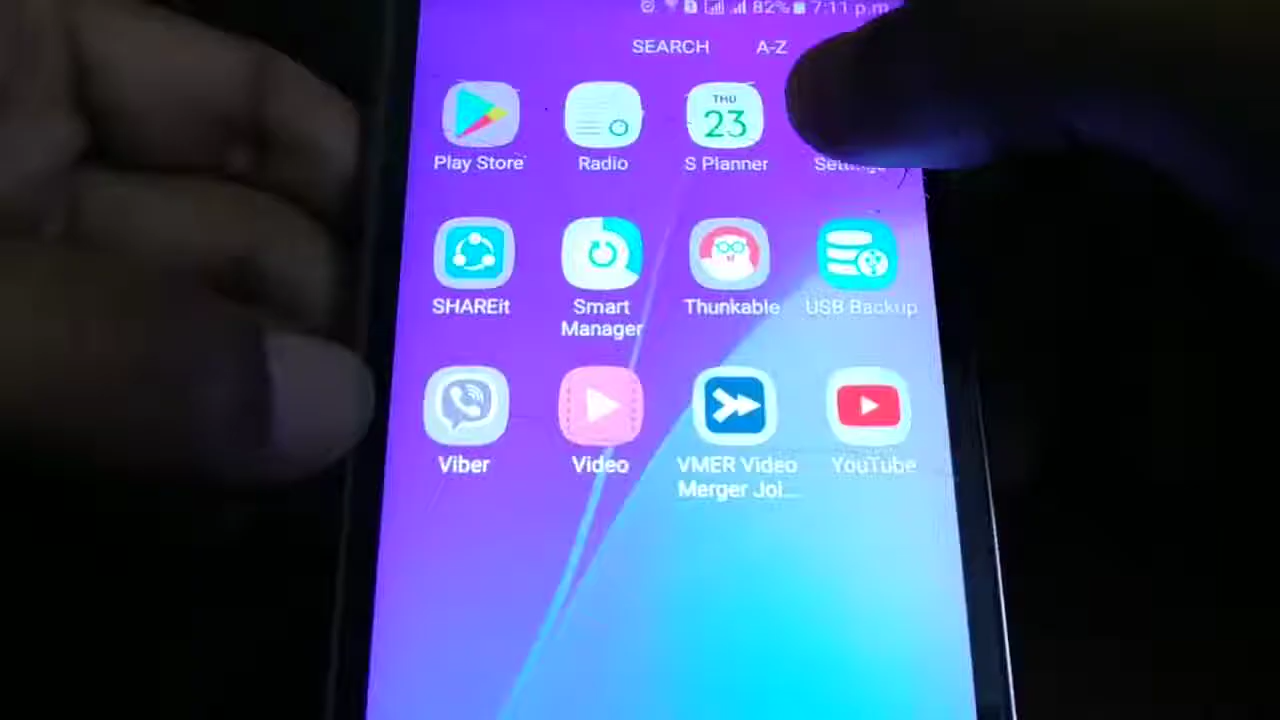 82% 7:11 p.m
SEARCH A-Z
THU
23
Play Store Radio S Planner Settings
SHAREit Smart Manager Thunkable USB Backup
Viber Video VMER Video Merger Joi... YouTube